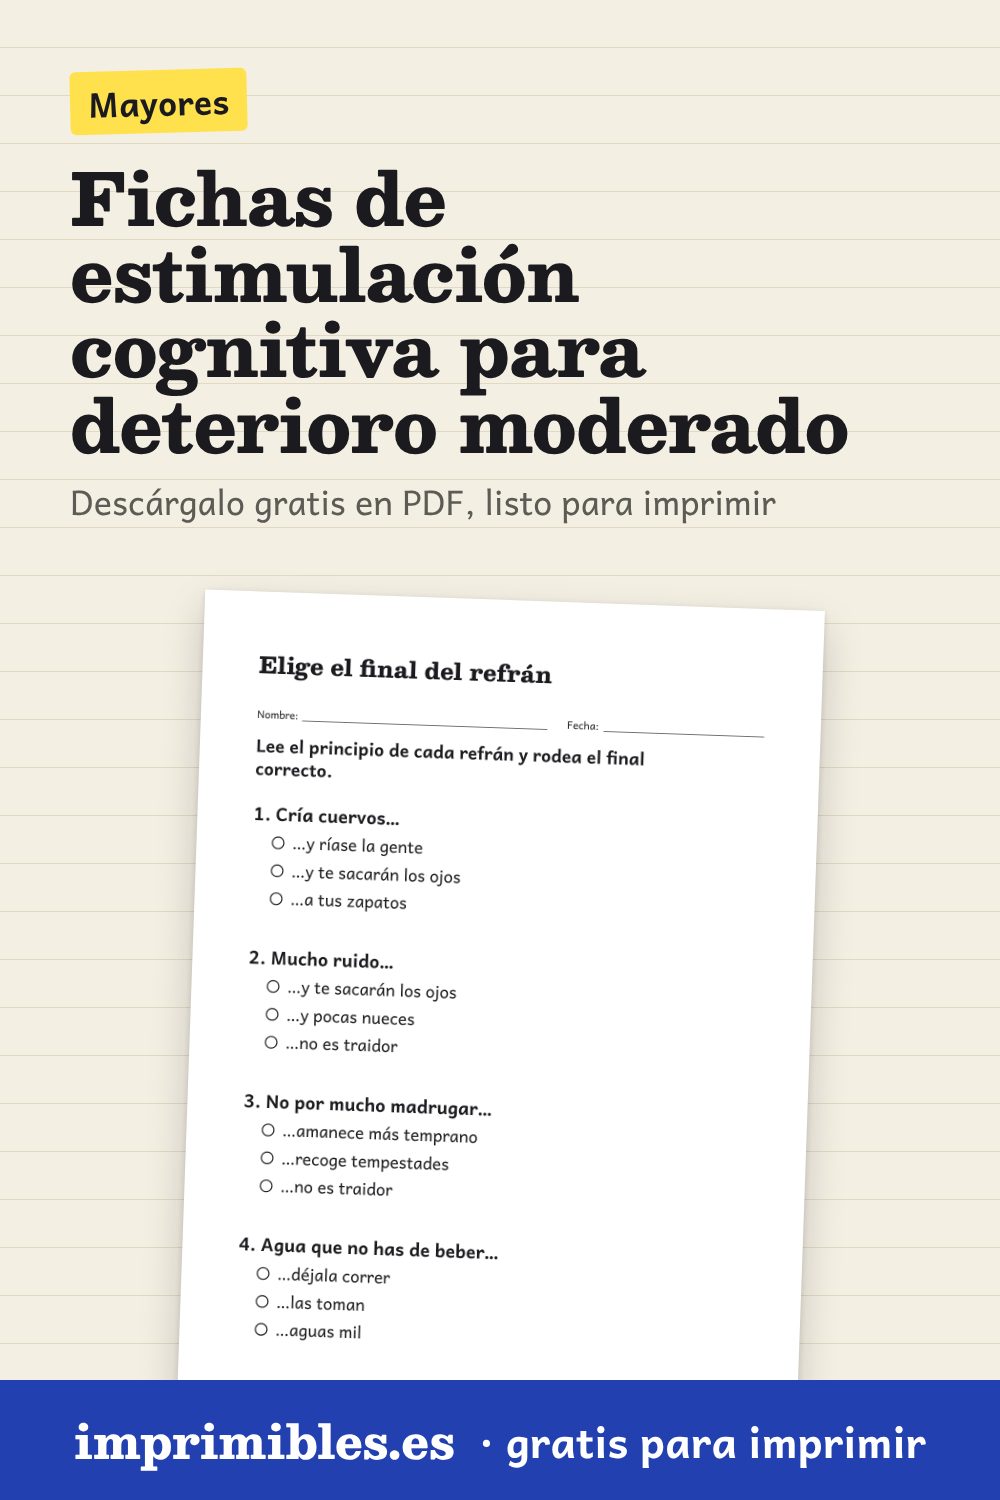 Mayores
Fichas de
estimulación
cognitiva para
deterioro moderado
Descárgalo gratis en PDF, listo para imprimir
Elige el final del refrán
Nombre: Fecha:
Lee el principio de cada refrán y rodea el final
correcto.
1. Cría cuervos...
...y ríase la gente
...y te sacarán los ojos
...a tus zapatos
2. Mucho ruido...
...y te sacarán los ojos
...y pocas nueces
...no es traidor
3. No por mucho madrugar...
...amanece más temprano
...recoge tempestades
...no es traidor
4. Agua que no has de beber...
...déjala correr
...las toman
...aguas mil
imprimibles.es · gratis para imprimir